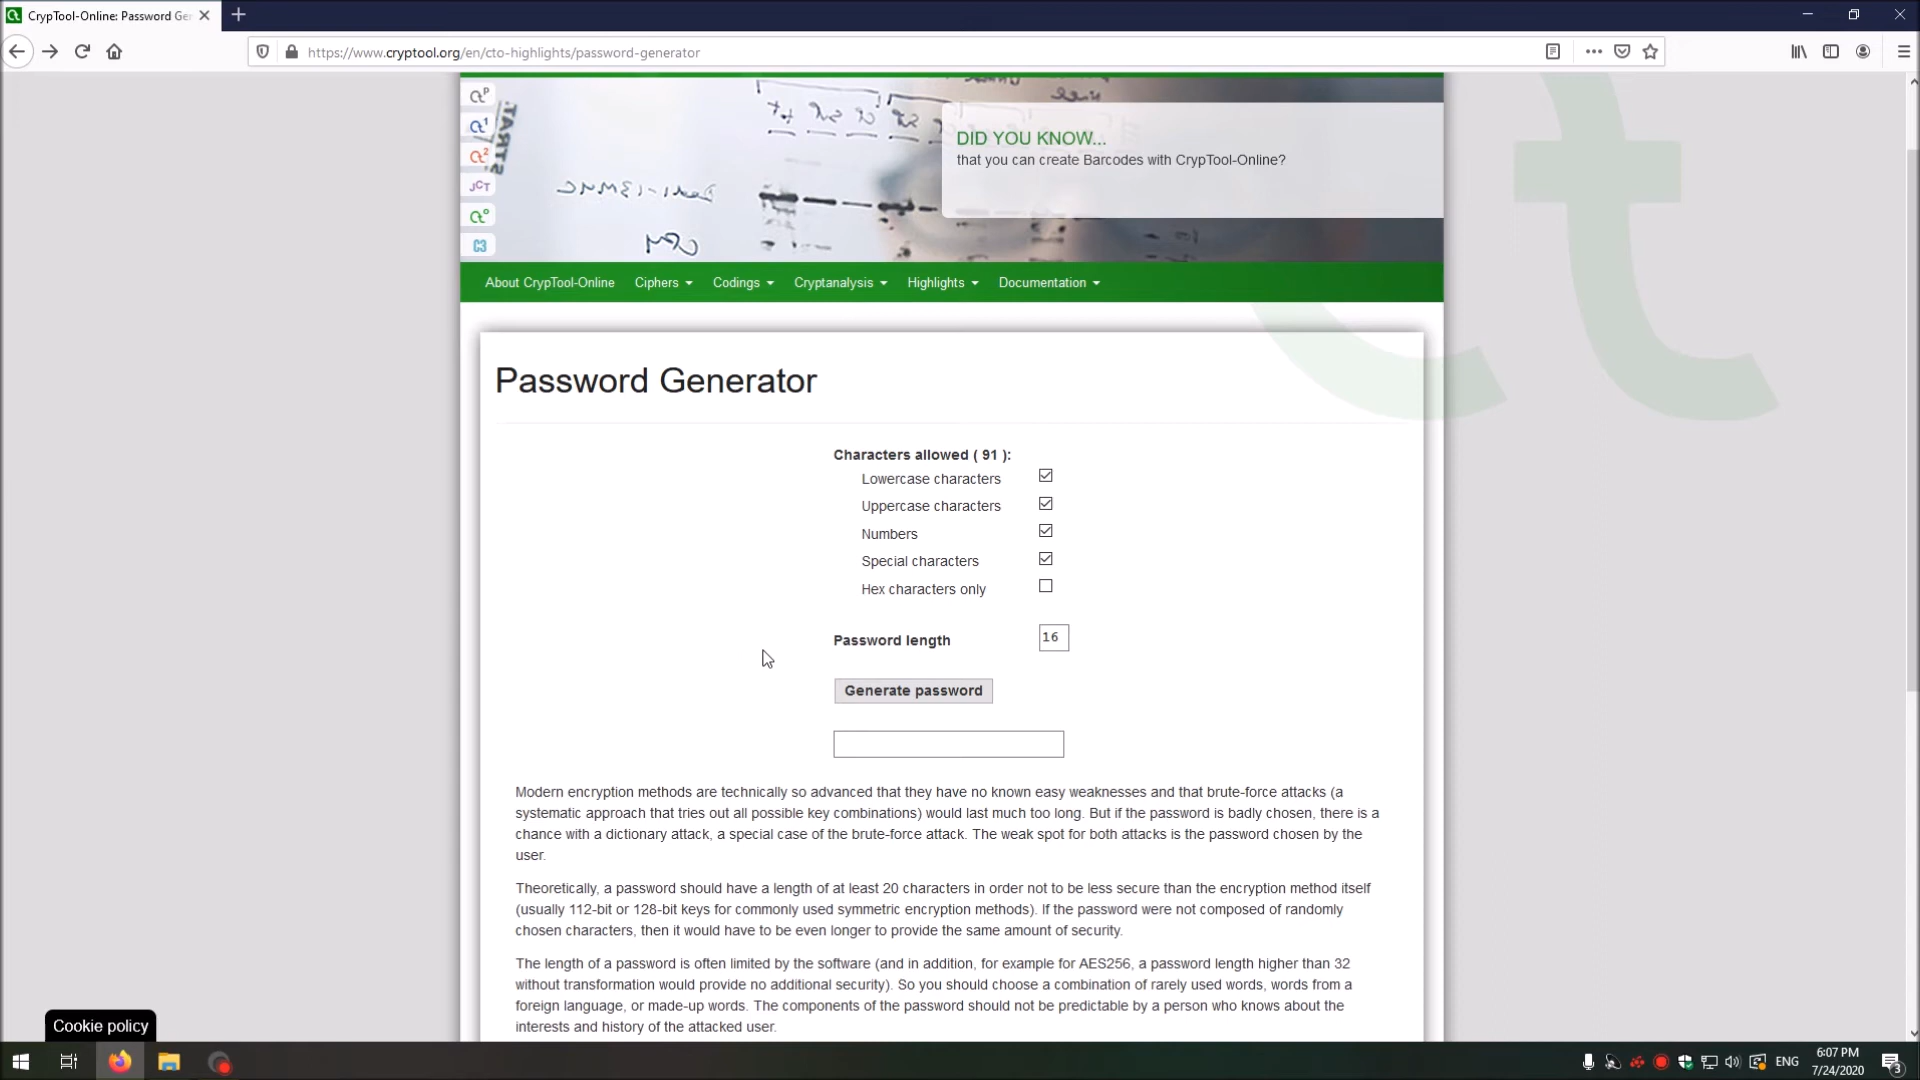 CrypTool-Online: Password Ge
https://www.cryptool.org/en/cto-highlights/password-generator
DID YOU KNOW...
that you can create Barcodes with CrypTool-Online?
JCT
About CrypTool-Online Ciphers Codings Cryptanalysis Highlights Documentation
Password Generator
Characters allowed ( 91 ):
Lowercase characters
Uppercase characters
Numbers
Special characters
Hex characters only
Password length 16
Generate password
Modern encryption methods are technically so advanced that they have no known easy weaknesses and that brute-force attacks (a
systematic approach that tries out all possible key combinations) would last much too long. But if the password is badly chosen, there is a
chance with a dictionary attack, a special case of the brute-force attack. The weak spot for both attacks is the password chosen by the
user.
Theoretically, a password should have a length of at least 20 characters in order not to be less secure than the encryption method itself
(usually 112-bit or 128-bit keys for commonly used symmetric encryption methods). If the password were not composed of randomly
chosen characters, then it would have to be even longer to provide the same amount of security.
The length of a password is often limited by the software (and in addition, for example for AES256, a password length higher than 32
without transformation would provide no additional security). So you should choose a combination of rarely used words, words from a
foreign language, or made-up words. The components of the password should not be predictable by a person who knows about the
interests and history of the attacked user.
Cookie policy
ENG
6:07 PM
7/24/2020
3